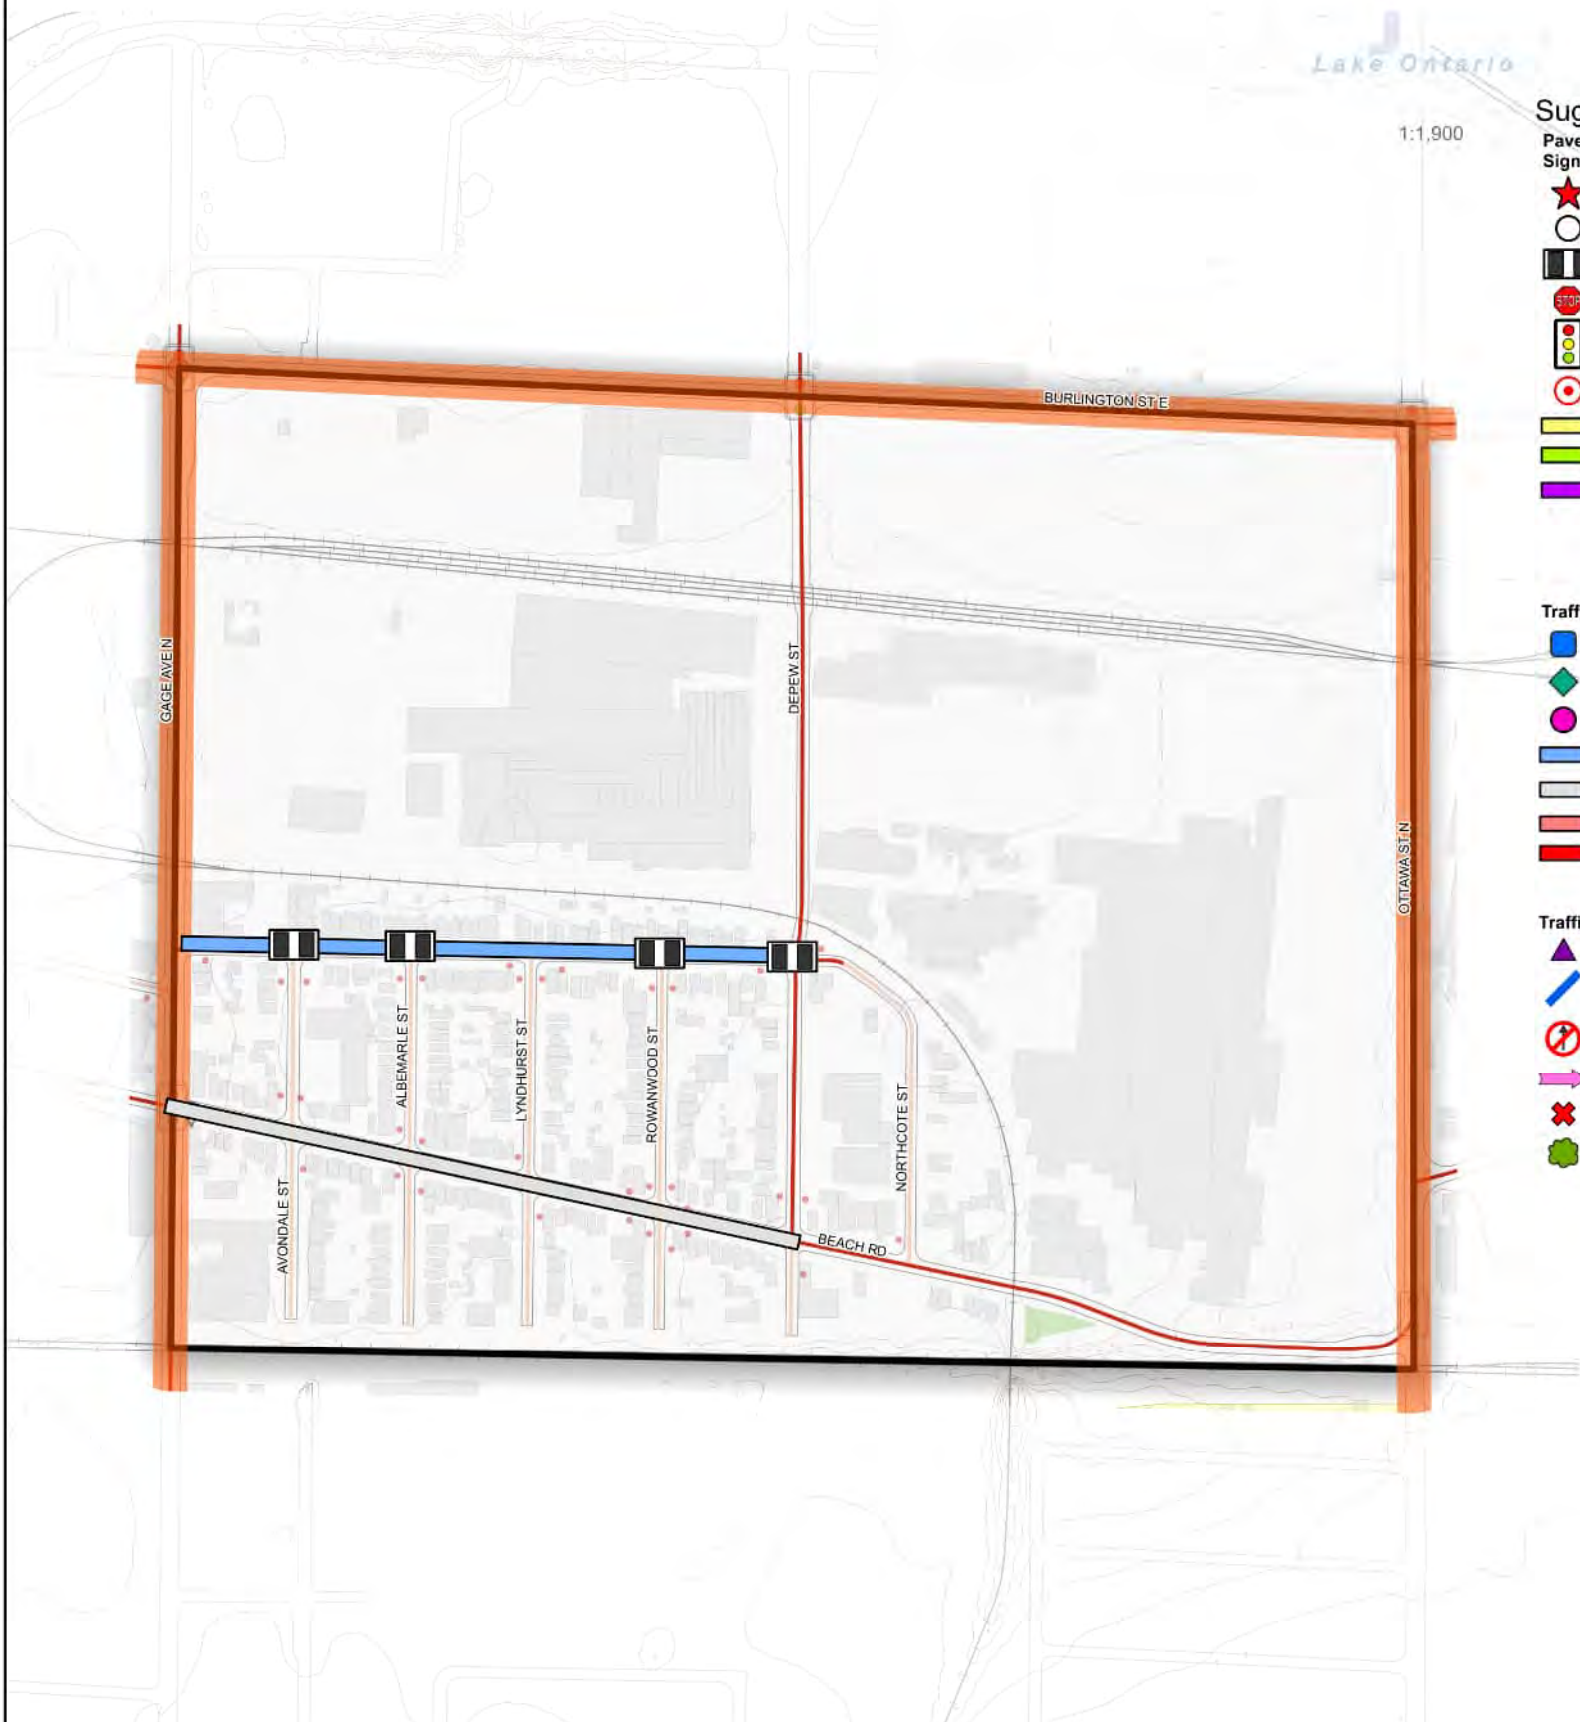 Lake Ontario
1:1,900
Sug
Pave
Sign
STOP
BURLINGTON ST E
GAGE AVE N
DEPEW ST
OTTAWA ST N
Traff
ALBEMARLE ST
LYNDHURST ST
ROWANWOOD ST
NORTHCOTE ST
AVONDALE ST
BEACH RD
Traffi